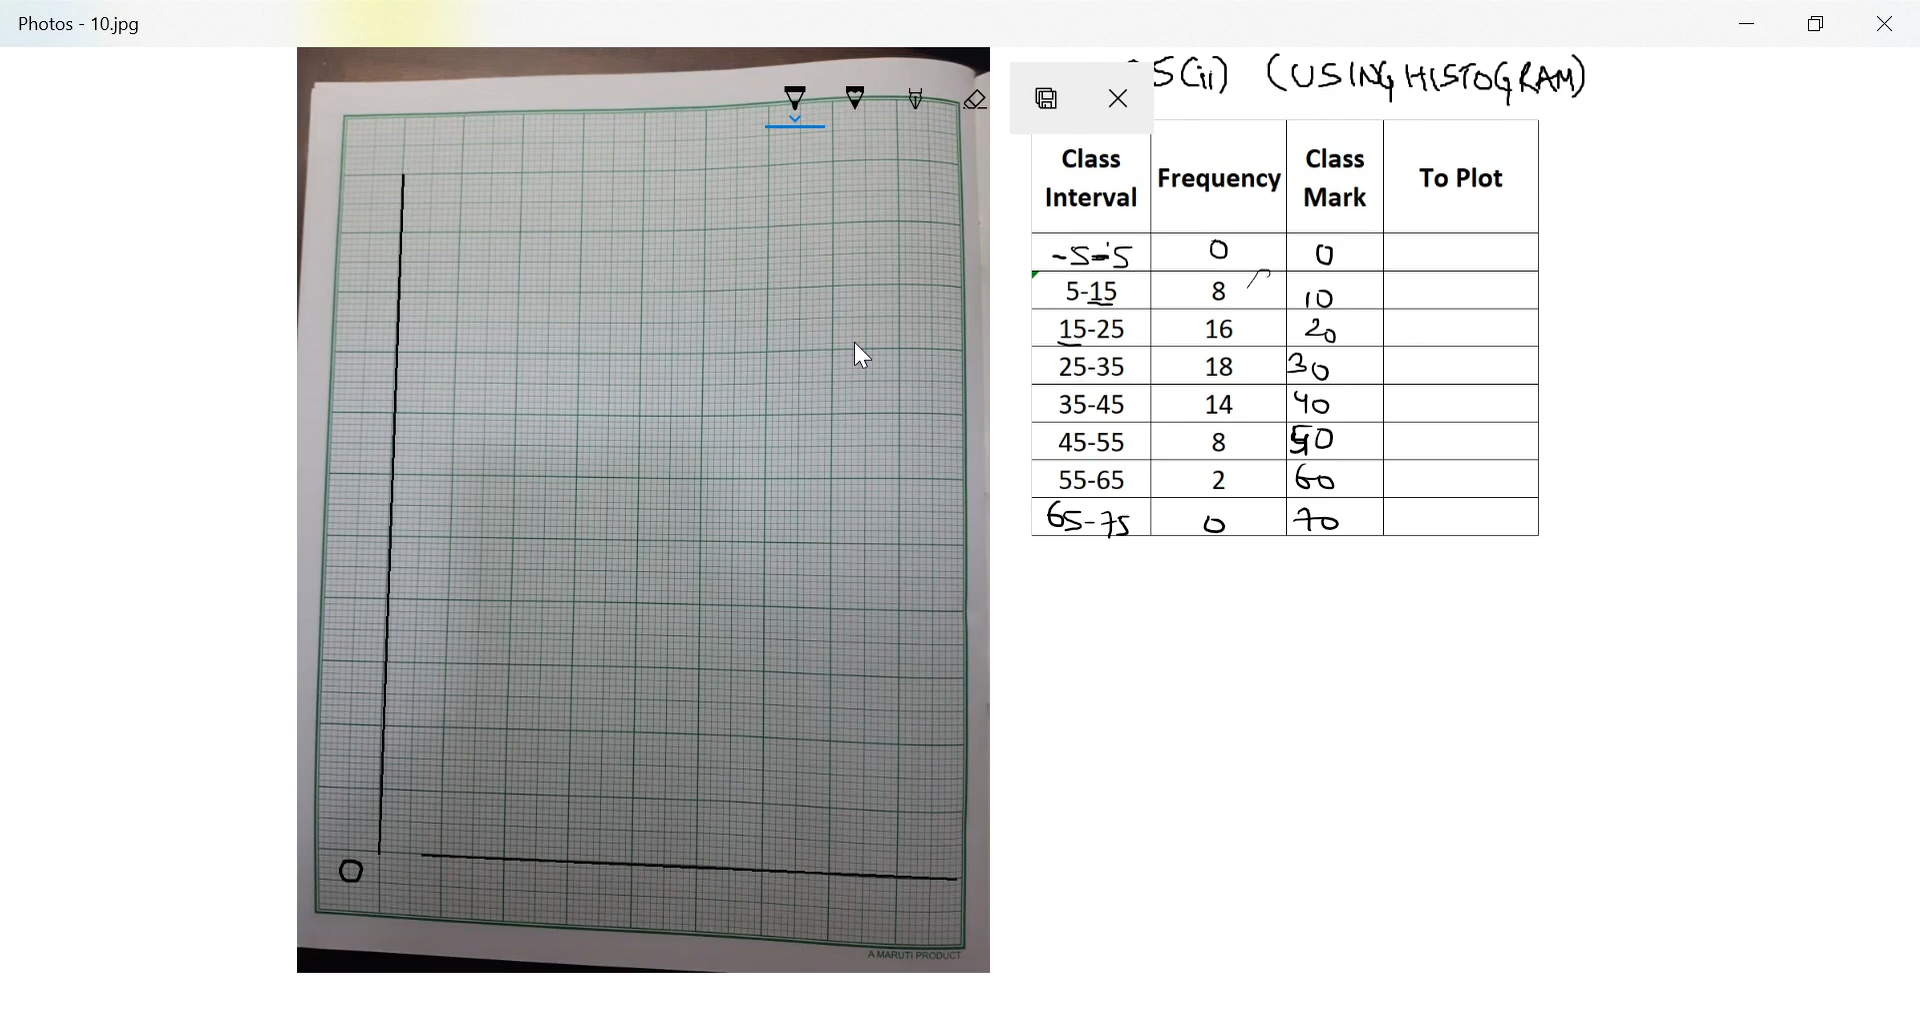 Photos - 10.jpg
5(ii) (USING HISTOGRAM)
Class Interval Frequency Class Mark To Plot
-5-5 0 0
5-15 8 10
15-25 16 20
25-35 18 30
35-45 14 40
45-55 8 50
55-65 2 60
65-75 0 70
0
A MARUTI PRODUCT